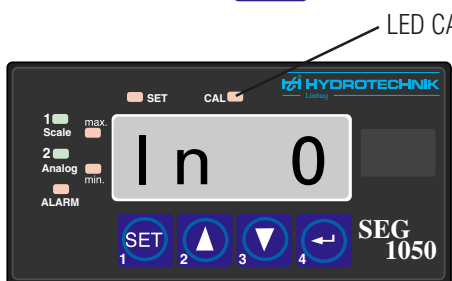 LED CA
HYDROTECHNIK
Limburg
SET CAL
1 max.
Scale
2
Analog
min.
ALARM
In 0
SET
1 2 3 4
SEG
1050